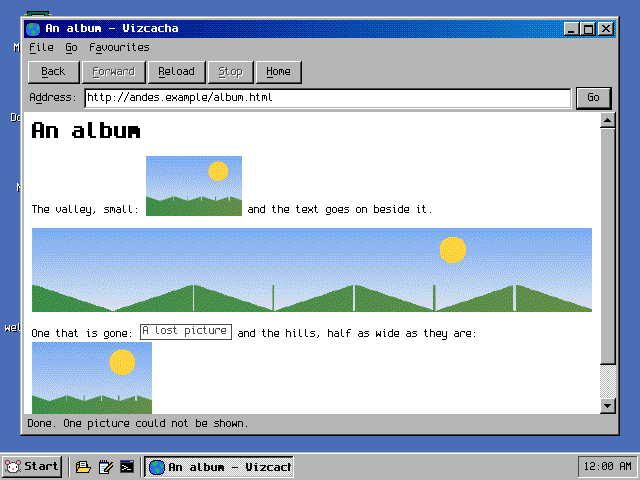 An album - Vizcacha
File Go Favourites
Back Forward Reload Stop Home
Address: http://andes.example/album.html Go
An album
The valley, small: and the text goes on beside it.
One that is gone: A lost picture and the hills, half as wide as they are:
Done. One picture could not be shown.
Start An album - Vizcach 12:00 AM